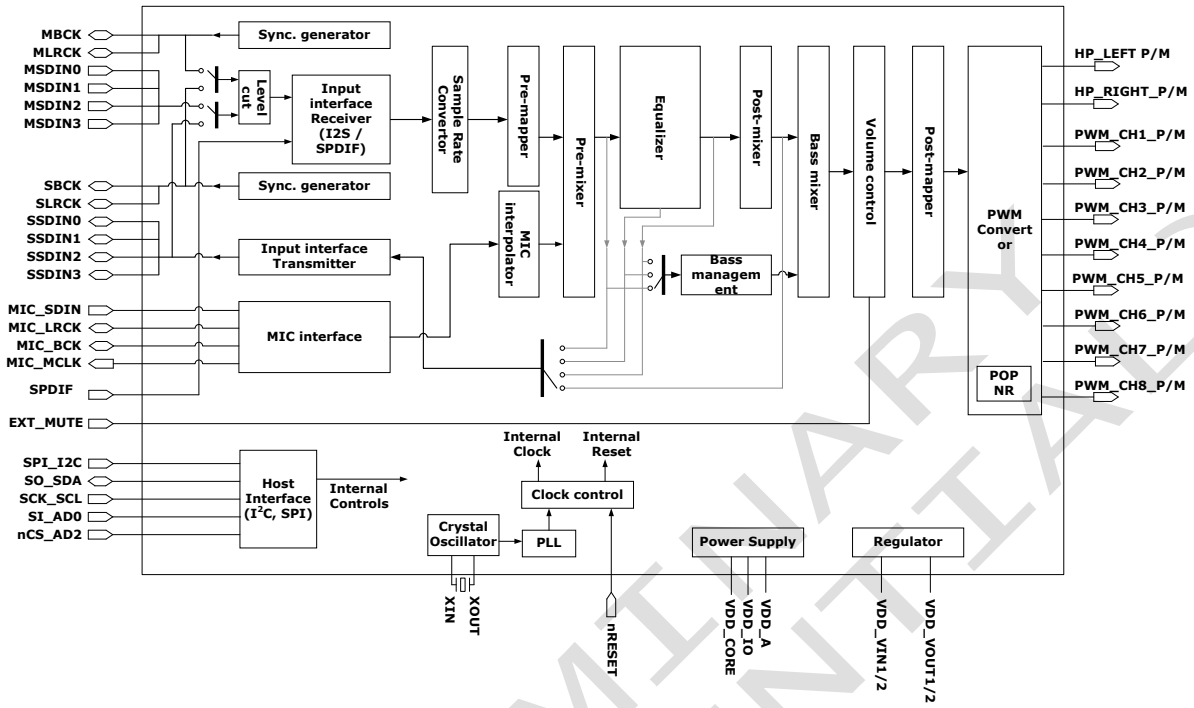 MBCK
MLRCK
MSDIN0
MSDIN1
MSDIN2
MSDIN3
SBCK
SLRCK
SSDIN0
SSDIN1
SSDIN2
SSDIN3
MIC_SDIN
MIC_LRCK
MIC_BCK
MIC_MCLK
SPDIF
EXT_MUTE
SPI_I2C
SO_SDA
SCK_SCL
SI_AD0
nCS_AD2
Sync. generator
Level
cut
Input
interface
Receiver
(I2S /
SPDIF)
Sync. generator
Input interface
Transmitter
MIC interface
Host
Interface
(I²C, SPI)
Internal
Controls
Sample Rate
Convertor
Pre-mapper
MIC
interpolator
Pre-mixer
Equalizer
Post-mixer
Bass
managem
ent
Bass mixer
Volume control
Post-mapper
PWM
Convert
or
POP
NR
Internal
Clock
Internal
Reset
Clock control
Crystal
Oscillator
PLL
Power Supply
Regulator
XIN
XOUT
nRESET
VDD_CORE
VDD_IO
VDD_A
VDD_VIN1/2
VDD_VOUT1/2
HP_LEFT P/M
HP_RIGHT_P/M
PWM_CH1_P/M
PWM_CH2_P/M
PWM_CH3_P/M
PWM_CH4_P/M
PWM_CH5_P/M
PWM_CH6_P/M
PWM_CH7_P/M
PWM_CH8_P/M